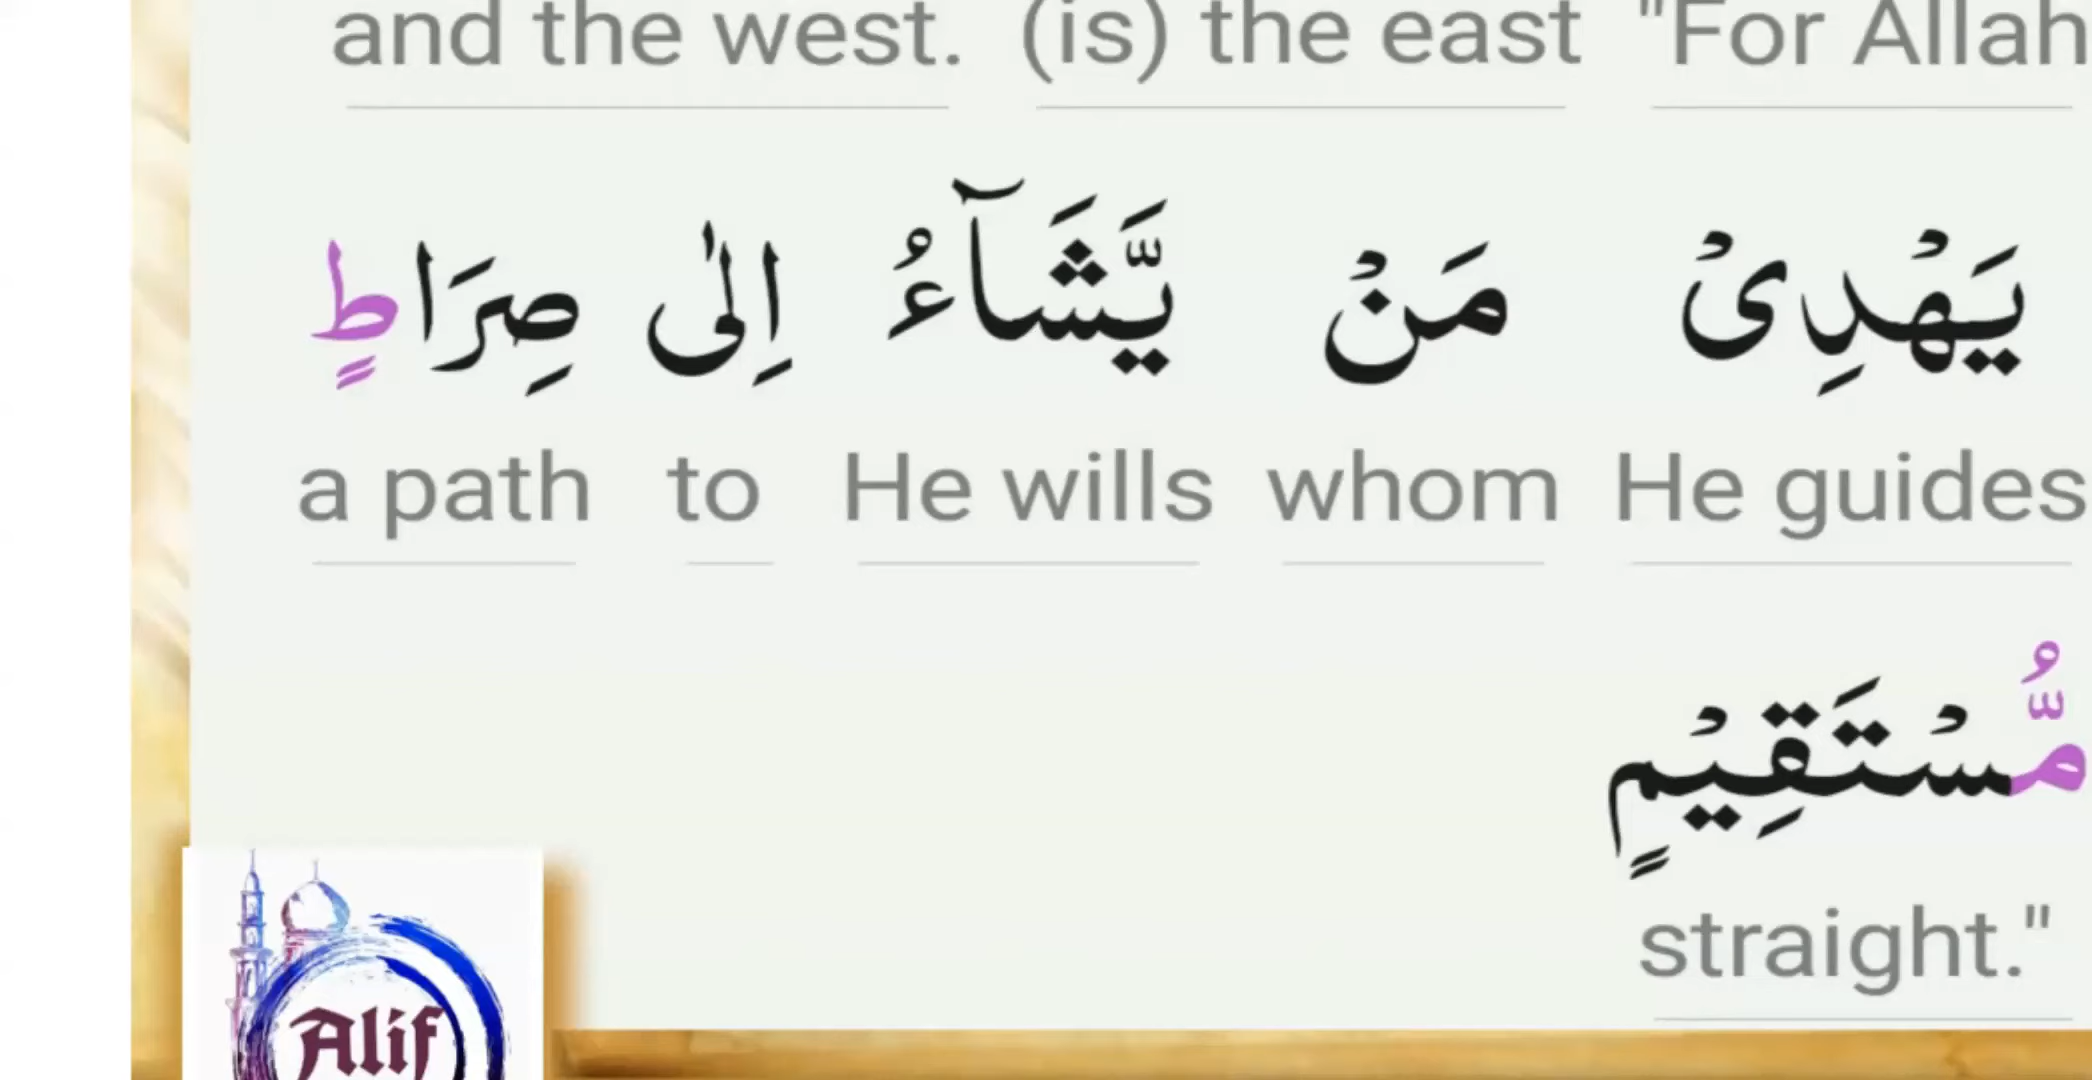 "For Allah (is) the east and the west.
يَهْدِىْ مَنْ يَّشَآءُ اِلٰى صِرَاطٍ
He guides whom He wills to a path
مُّسْتَقِيْمٍ
straight."
Alif